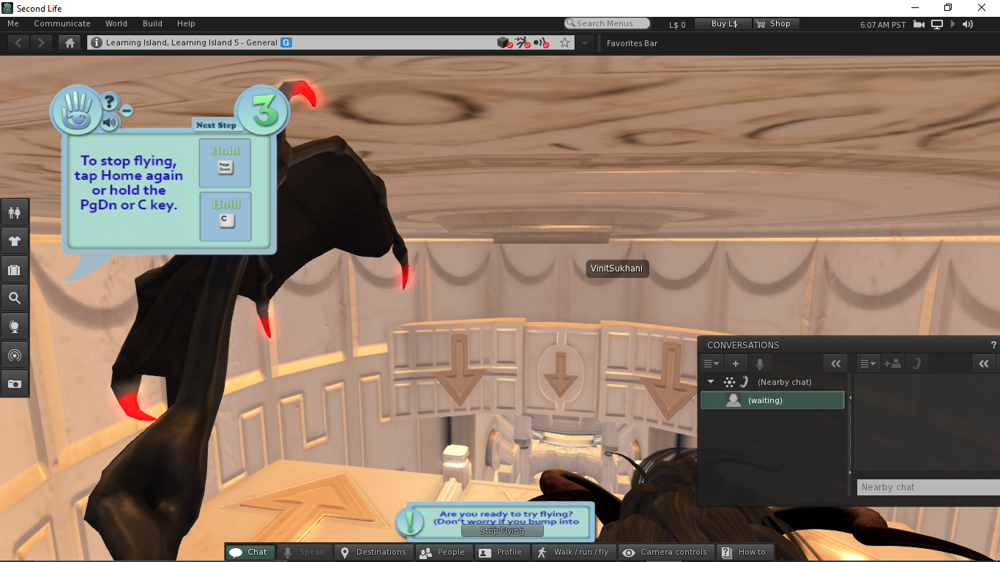 Second Life
Me Communicate World Build Help
Search Menus
L$ 0
Buy L$
Shop
6:07 AM PST
Learning Island, Learning Island 5 - General G
Favorites Bar
?
3
Next Step
To stop flying,
tap Home again
or hold the
PgDn or C key.
Hold
Page
Down
Hold
C
VinitSukhani
CONVERSATIONS
?
(Nearby chat)
(waiting)
Nearby chat
Are you ready to try flying?
(Don't worry if you bump into
Stop Flying
Chat
Speak
Destinations
People
Profile
Walk / run / fly
Camera controls
How to